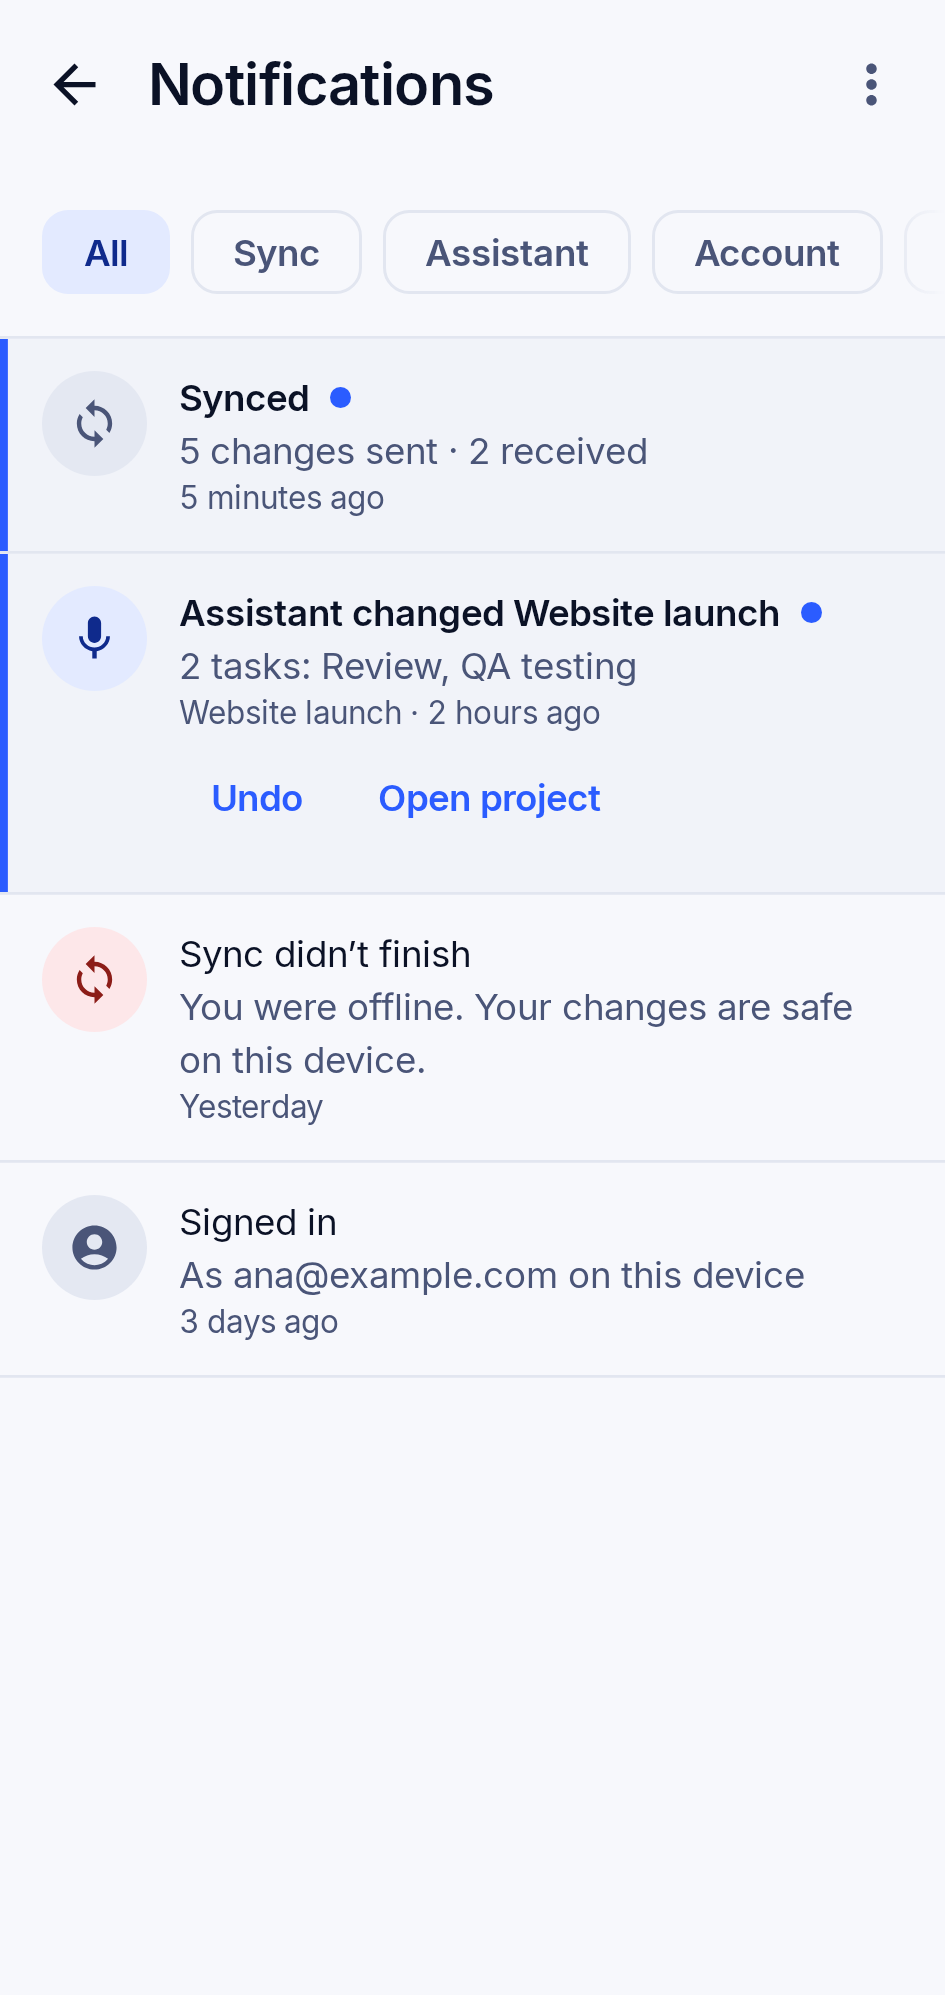 Notifications
All
Sync
Assistant
Account
Synced
5 changes sent · 2 received
5 minutes ago
Assistant changed Website launch
2 tasks: Review, QA testing
Website launch · 2 hours ago
Undo
Open project
Sync didn’t finish
You were offline. Your changes are safe
on this device.
Yesterday
Signed in
As ana@example.com on this device
3 days ago